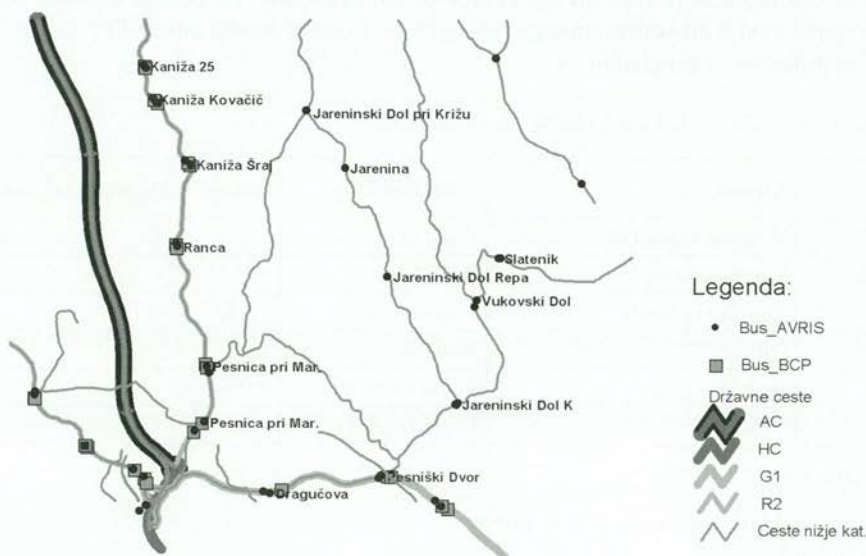 Kaniža 25
Kaniža Kovačič
Jareninski Dol pri Križu
Kaniža Šraj
Jarenina
Ranca
Slatenik
Jareninski Dol Repa
Vukovski Dol
Pesnica pri Mar.
Jareninski Dol K
Pesnica pri Mar.
Pesniški Dvor
Dragučova
Legenda:
Bus_AVRIS
Bus_BCP
Državne ceste
AC
HC
G1
R2
Ceste nižje kat.